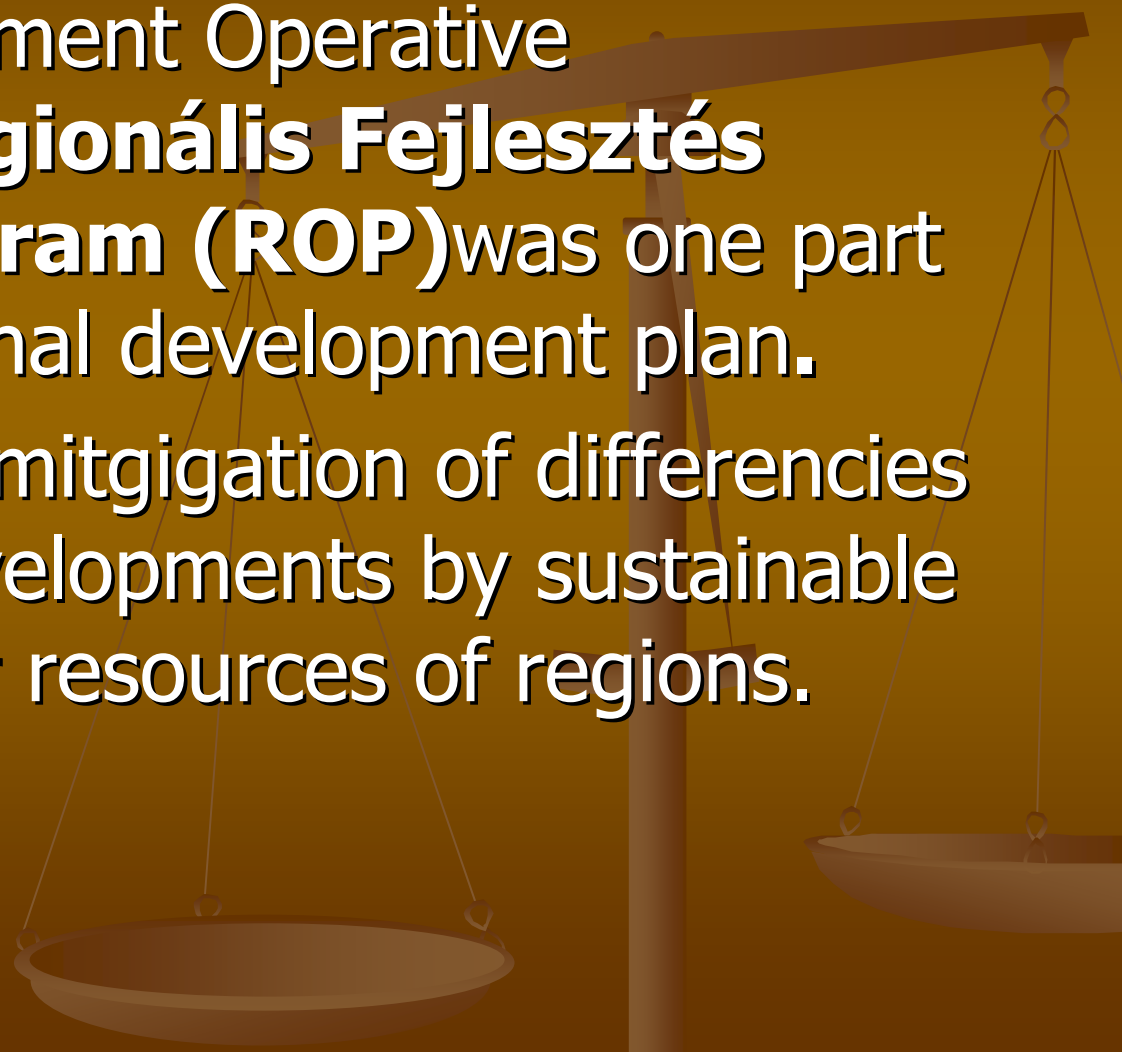 ment Operative
gionális Fejlesztés
ram (ROP)was one part
nal development plan.
mitgigation of differencies
velopments by sustainable
resources of regions.